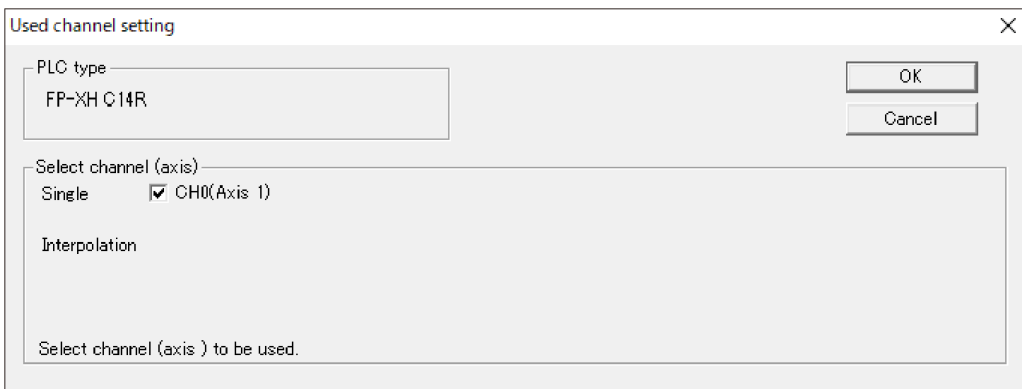 Used channel setting
PLC type
FP-XH C14R
OK
Cancel
Select channel (axis)
Single CH0(Axis 1)
Interpolation
Select channel (axis ) to be used.